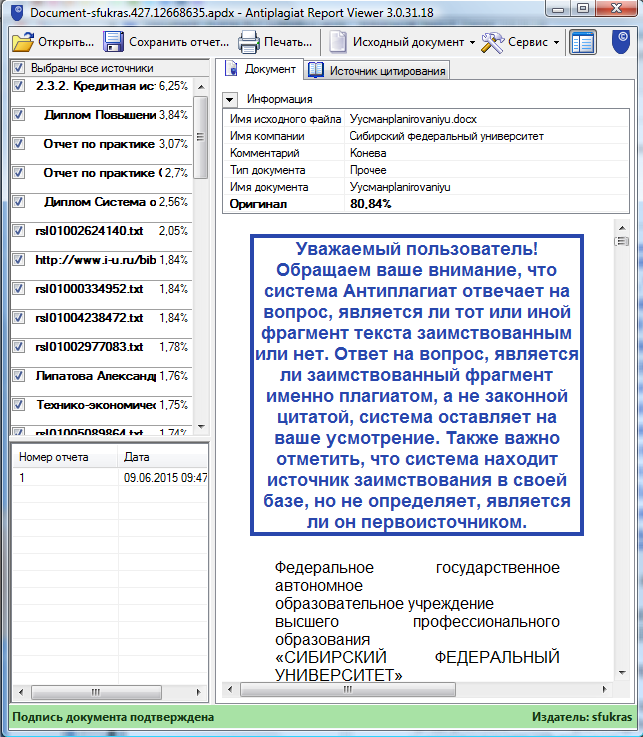 Document-sfukras.427.12668635.apdx - Antiplagiat Report Viewer 3.0.31.18
Открыть... Сохранить отчет... Печать... Исходный документ Сервис
Выбраны все источники
2.3.2. Кредитная ис 6,25%
Диплом Повышени 3,84%
Отчет по практике 3,07%
Отчет по практике 2,7%
Диплом Система о 2,56%
rsl01002624140.txt 2,05%
http://www.i-u.ru/bib 1,84%
rsl01000334952.txt 1,84%
rsl01004238472.txt 1,84%
rsl01002977083.txt 1,78%
Липатова Александ 1,76%
Технико-экономичес 1,75%
rsl01005089864.txt 1,74%
Номер отчета Дата
1 09.06.2015 09:47
Документ Источник цитирования
Информация
Имя исходного файла Yycmanplanirovaniyu.docx
Имя компании Сибирский Федеральный университет
Комментарий Конева
Тип документа Прочее
Имя документа Yycmanplanirovaniyu
Оригинал 80,84%
Уважаемый пользователь!
Обращаем ваше внимание, что
система Антиплагиат отвечает на
вопрос, является ли тот или иной
фрагмент текста заимствованным
или нет. Ответ на вопрос, является
ли заимствованный фрагмент
именно плагиатом, а не законной
цитатой, система оставляет на
ваше усмотрение. Также важно
отметить, что система находит
источник заимствования в своей
базе, но не определяет, является
ли он первоисточником.
Федеральное государственное
автономное
образовательное учреждение
высшего профессионального
образования
«СИБИРСКИЙ ФЕДЕРАЛЬНЫЙ
УНИВЕРСИТЕТ»
Подпись документа подтверждена Издатель: sfukras